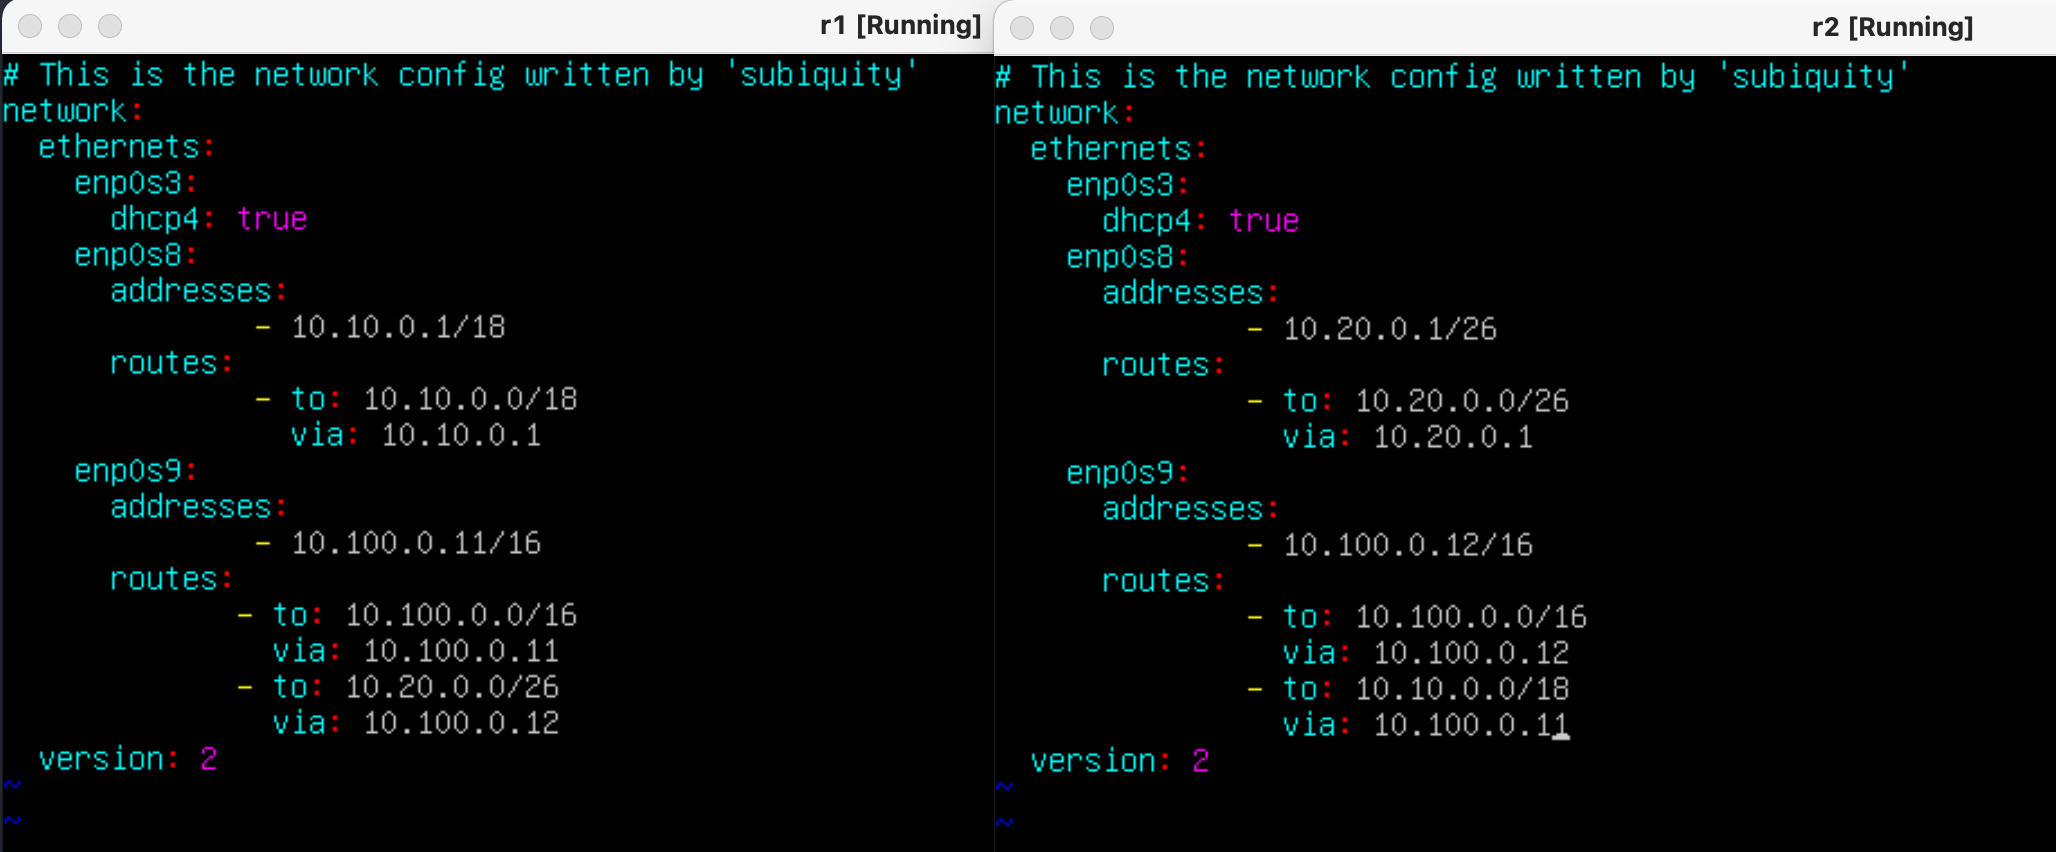 r1 [Running]
# This is the network config written by 'subiquity'
network:
  ethernets:
    enp0s3:
      dhcp4: true
    enp0s8:
      addresses:
              - 10.10.0.1/18
      routes:
              - to: 10.10.0.0/18
                via: 10.10.0.1
    enp0s9:
      addresses:
              - 10.100.0.11/16
      routes:
             - to: 10.100.0.0/16
               via: 10.100.0.11
             - to: 10.20.0.0/26
               via: 10.100.0.12
  version: 2
~
~
r2 [Running]
# This is the network config written by 'subiquity'
network:
  ethernets:
    enp0s3:
      dhcp4: true
    enp0s8:
      addresses:
              - 10.20.0.1/26
      routes:
              - to: 10.20.0.0/26
                via: 10.20.0.1
    enp0s9:
      addresses:
              - 10.100.0.12/16
      routes:
              - to: 10.100.0.0/16
                via: 10.100.0.12
              - to: 10.10.0.0/18
                via: 10.100.0.11
  version: 2
~
~